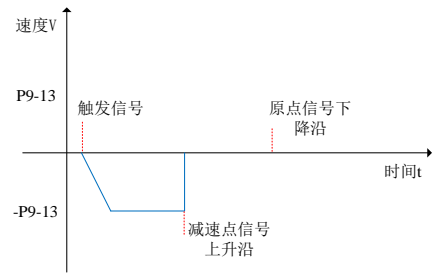 速度V
P9-13
触发信号
原点信号下
降沿
时间t
-P9-13
减速点信号
上升沿